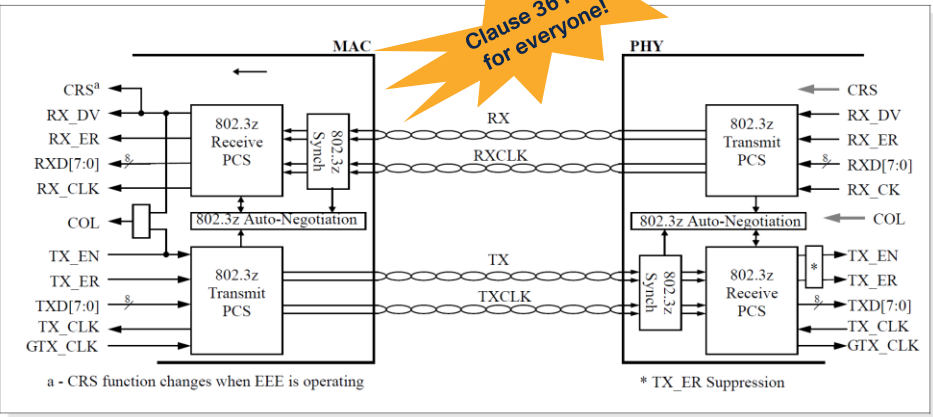 Clause 36
for everyone!
MAC
PHY
CRSª
RX_DV
RX_ER
RXD[7:0]
8
RX_CLK
COL
TX_EN
TX_ER
TXD[7:0]
8
TX_CLK
GTX_CLK
802.3z
Receive
PCS
802.3z
Synch
802.3z Auto-Negotiation
802.3z
Transmit
PCS
RX
RXCLK
TX
TXCLK
802.3z
Transmit
PCS
802.3z Auto-Negotiation
802.3z
Synch
802.3z
Receive
PCS
*
CRS
RX_DV
RX_ER
8
RXD[7:0]
RX_CK
COL
TX_EN
TX_ER
8
TXD[7:0]
TX_CLK
GTX_CLK
a - CRS function changes when EEE is operating
* TX_ER Suppression